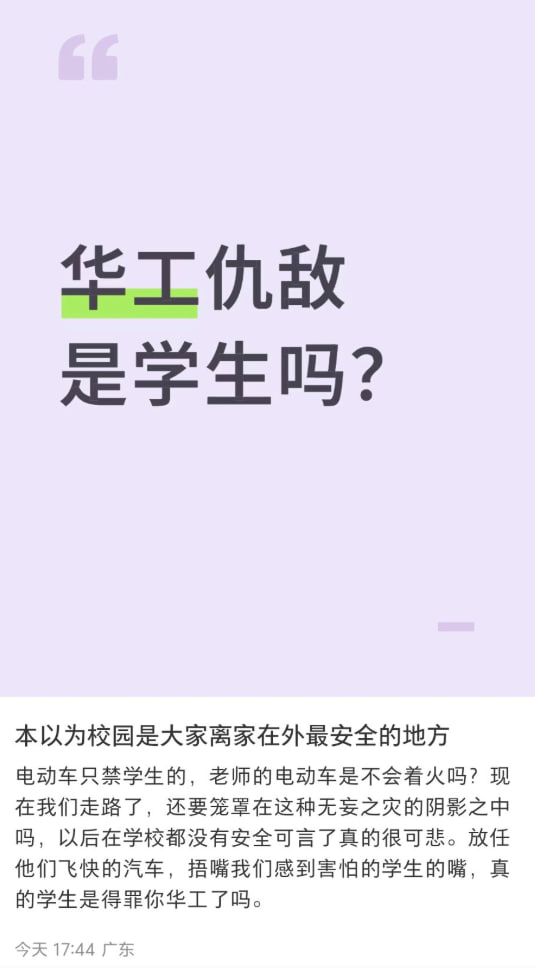 华工仇敌
是学生吗？
本以为校园是大家离家在外最安全的地方
电动车只禁学生的，老师的电动车是不会着火吗？现
在我们走路了，还要笼罩在这种无妄之灾的阴影之中
吗，以后在学校都没有安全可言了真的很可悲。放任
他们飞快的汽车，捂嘴我们感到害怕的学生的嘴，真
的学生是得罪你华工了吗。
今天 17:44 广东